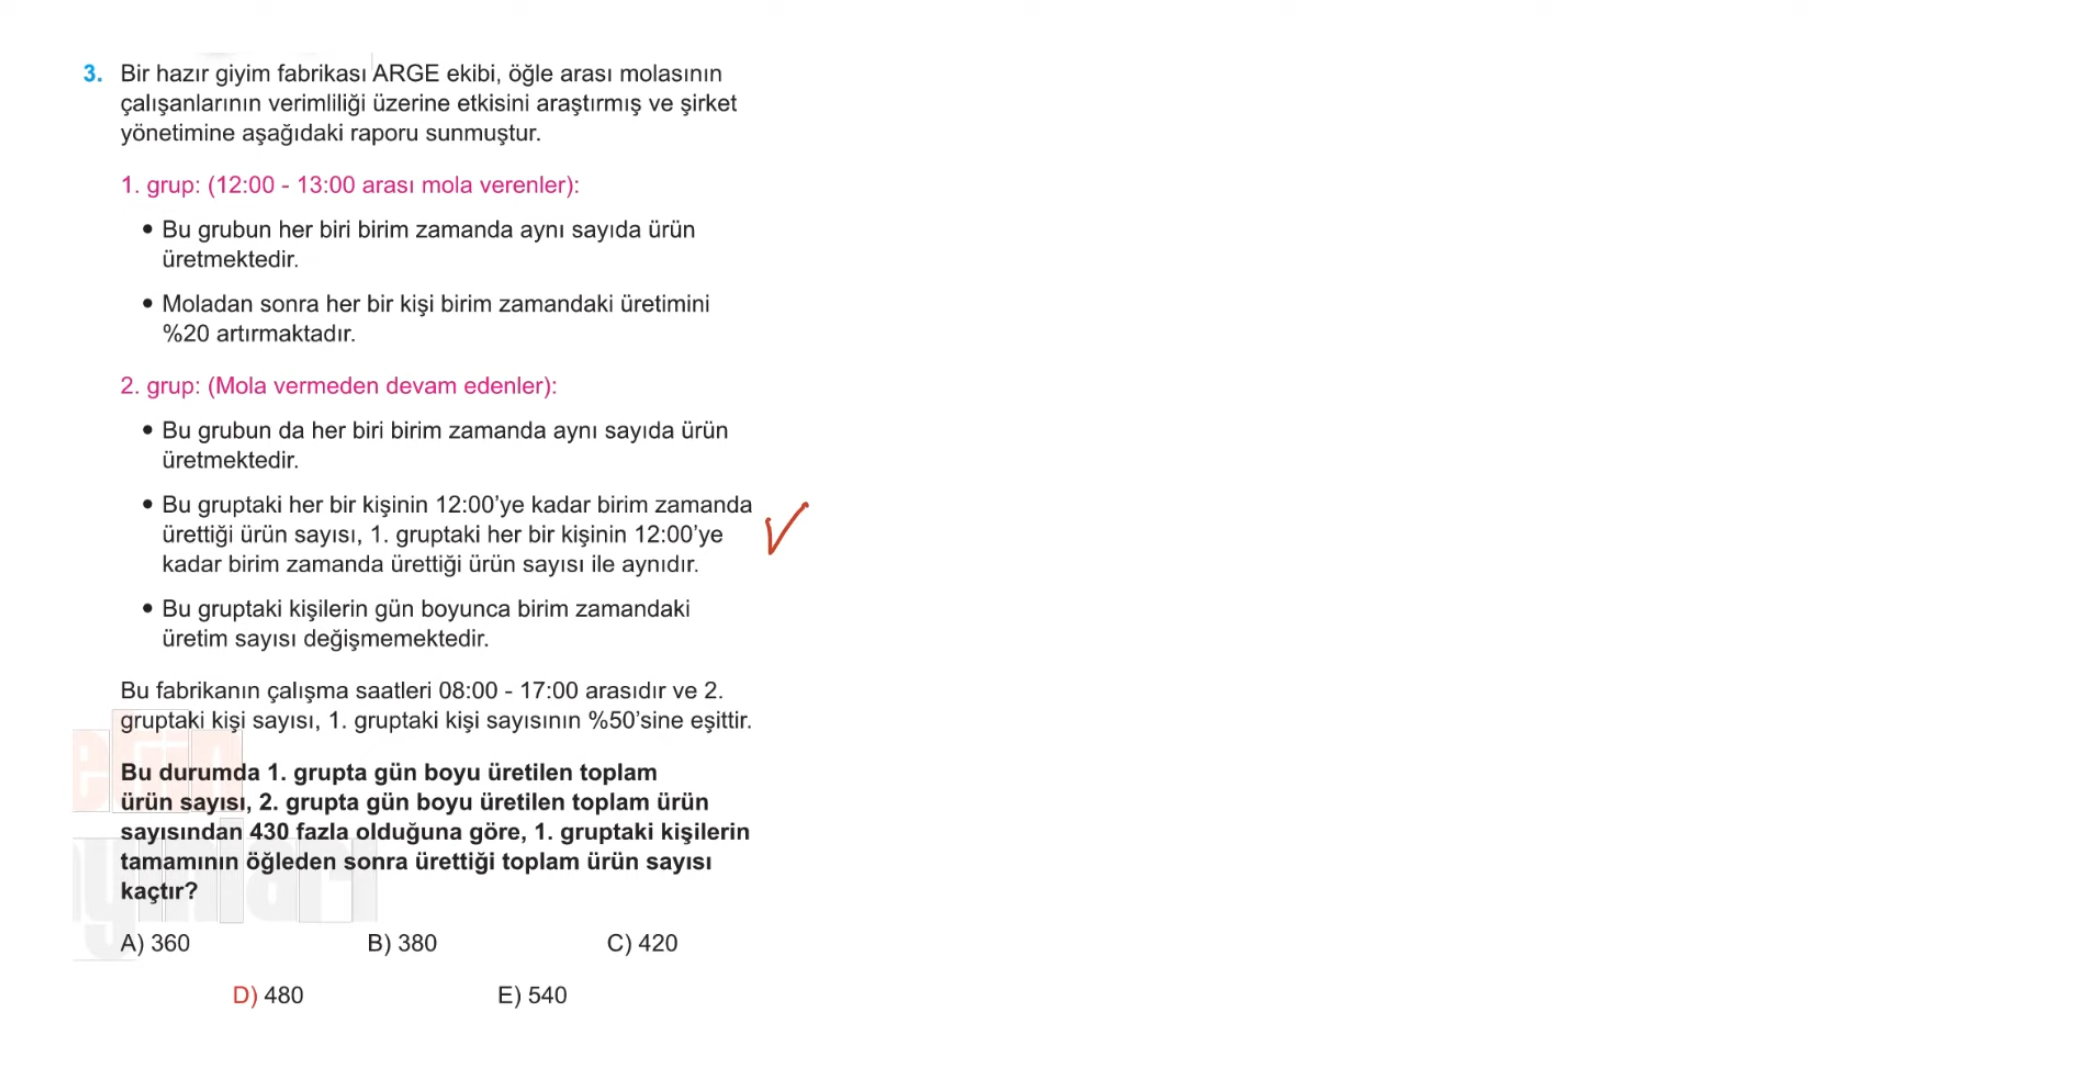 3. Bir hazır giyim fabrikası ARGE ekibi, öğle arası molasının
çalışanlarının verimliliği üzerine etkisini araştırmış ve şirket
yönetimine aşağıdaki raporu sunmuştur.
1. grup: (12:00 - 13:00 arası mola verenler):
• Bu grubun her biri birim zamanda aynı sayıda ürün
üretmektedir.
• Moladan sonra her bir kişi birim zamandaki üretimini
%20 artırmaktadır.
2. grup: (Mola vermeden devam edenler):
• Bu grubun da her biri birim zamanda aynı sayıda ürün
üretmektedir.
• Bu gruptaki her bir kişinin 12:00’ye kadar birim zamanda
ürettiği ürün sayısı, 1. gruptaki her bir kişinin 12:00’ye
kadar birim zamanda ürettiği ürün sayısı ile aynıdır.
• Bu gruptaki kişilerin gün boyunca birim zamandaki
üretim sayısı değişmemektedir.
Bu fabrikanın çalışma saatleri 08:00 - 17:00 arasıdır ve 2.
gruptaki kişi sayısı, 1. gruptaki kişi sayısının %50’sine eşittir.
Bu durumda 1. grupta gün boyu üretilen toplam
ürün sayısı, 2. grupta gün boyu üretilen toplam ürün
sayısından 430 fazla olduğuna göre, 1. gruptaki kişilerin
tamamının öğleden sonra ürettiği toplam ürün sayısı
kaçtır?
A) 360 B) 380 C) 420
D) 480 E) 540